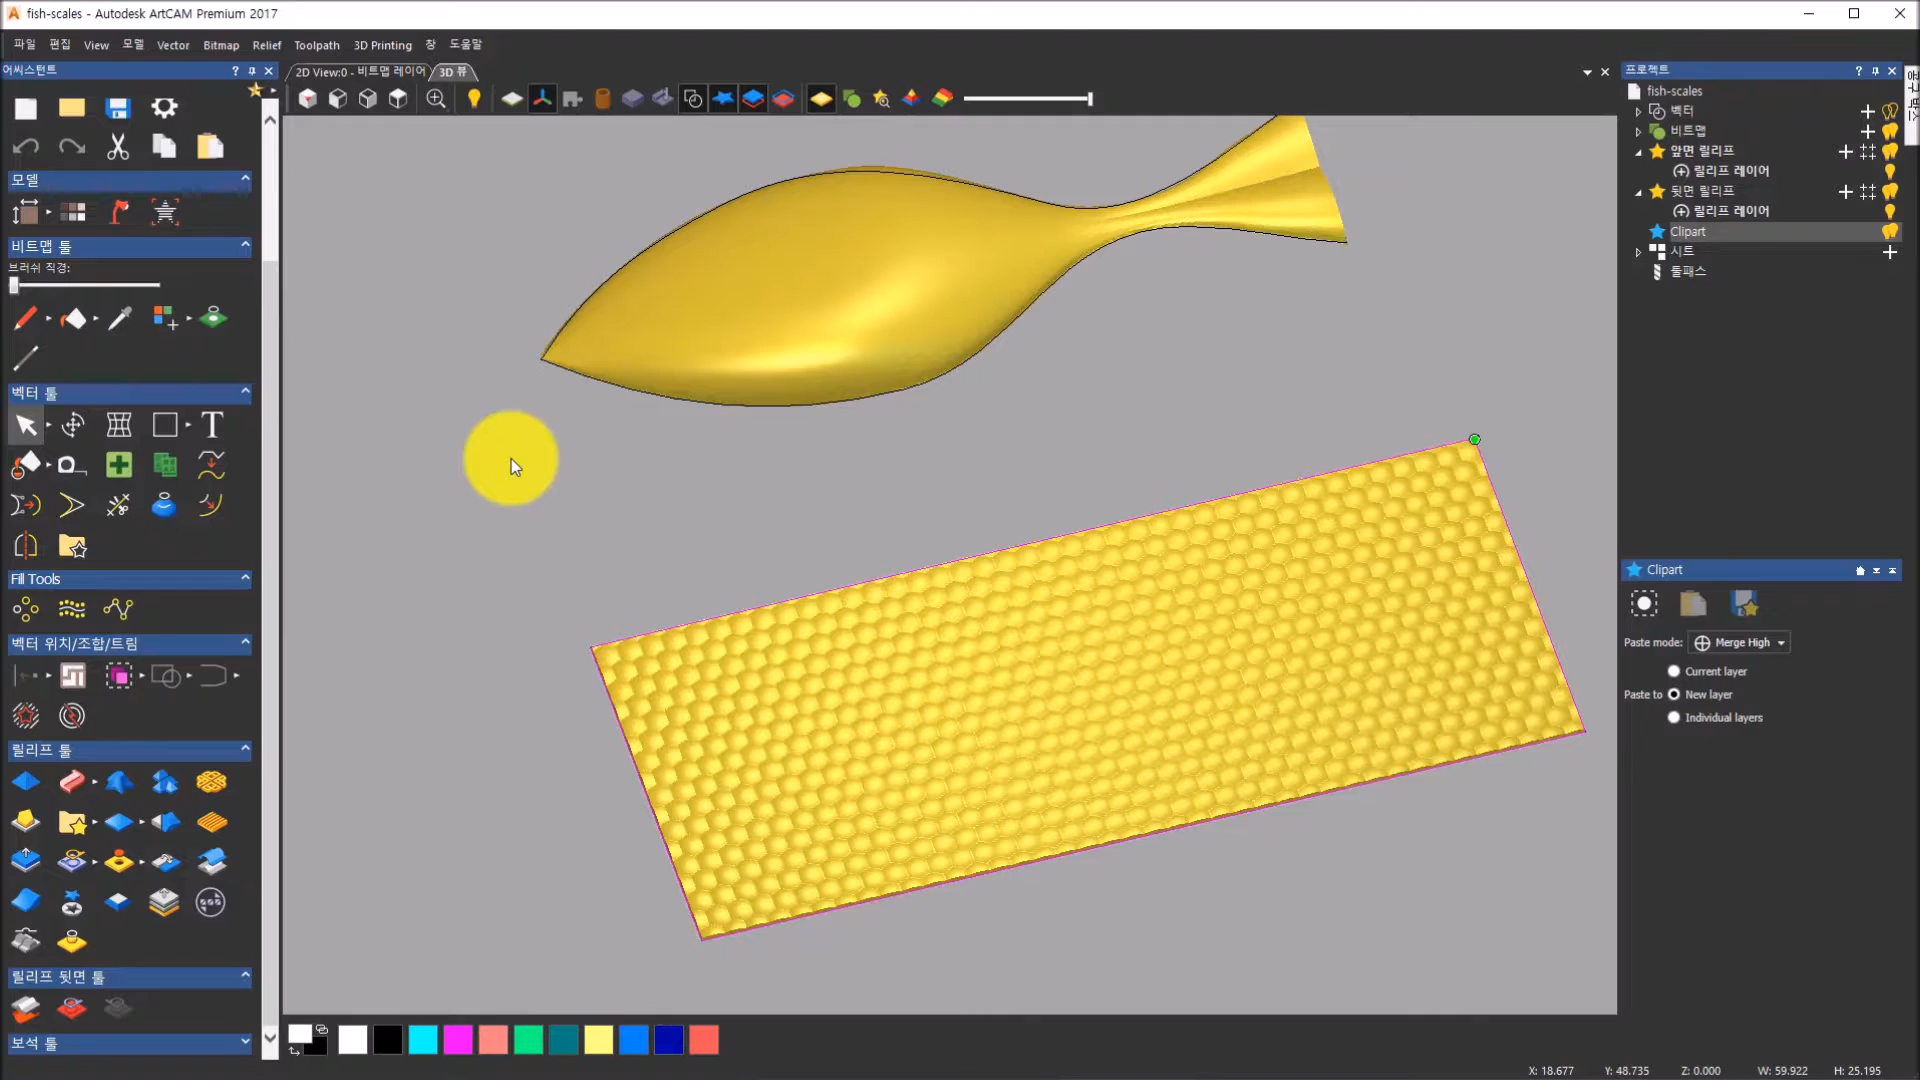 fish-scales - Autodesk ArtCAM Premium 2017
파일 편집 View 모델 Vector Bitmap Relief Toolpath 3D Printing 창 도움말
어씨스턴트
2D View:0 - 비트맵 레이어 3D 뷰
프로젝트
fish-scales
벡터
비트맵
앞면 릴리프
릴리프 레이어
뒷면 릴리프
릴리프 레이어
Clipart
시트
툴패스
모델
비트맵 툴
브러쉬 직경:
벡터 툴
Fill Tools
벡터 위치/조합/트림
릴리프 툴
릴리프 뒷면 툴
보석 툴
Clipart
Paste mode: Merge High
Current layer
Paste to New layer
Individual layers
X: 18.677 Y: 48.735 Z: 0.000 W: 59.922 H: 25.195